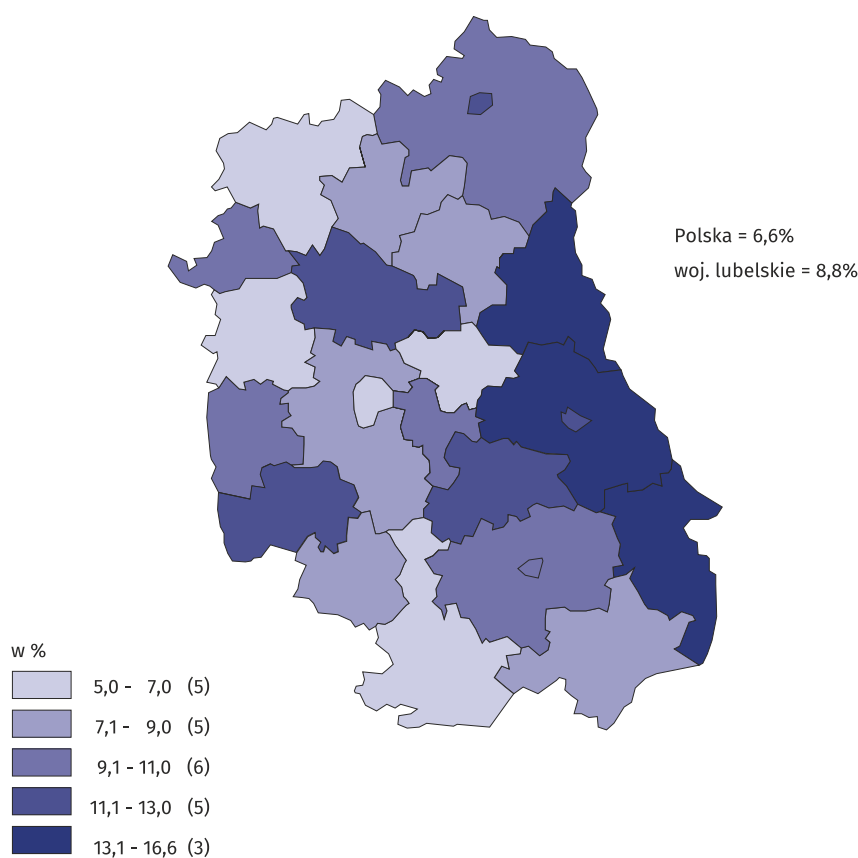 Polska = 6,6%
woj. lubelskie = 8,8%
w %
5,0 - 7,0 (5)
7,1 - 9,0 (5)
9,1 - 11,0 (6)
11,1 - 13,0 (5)
13,1 - 16,6 (3)